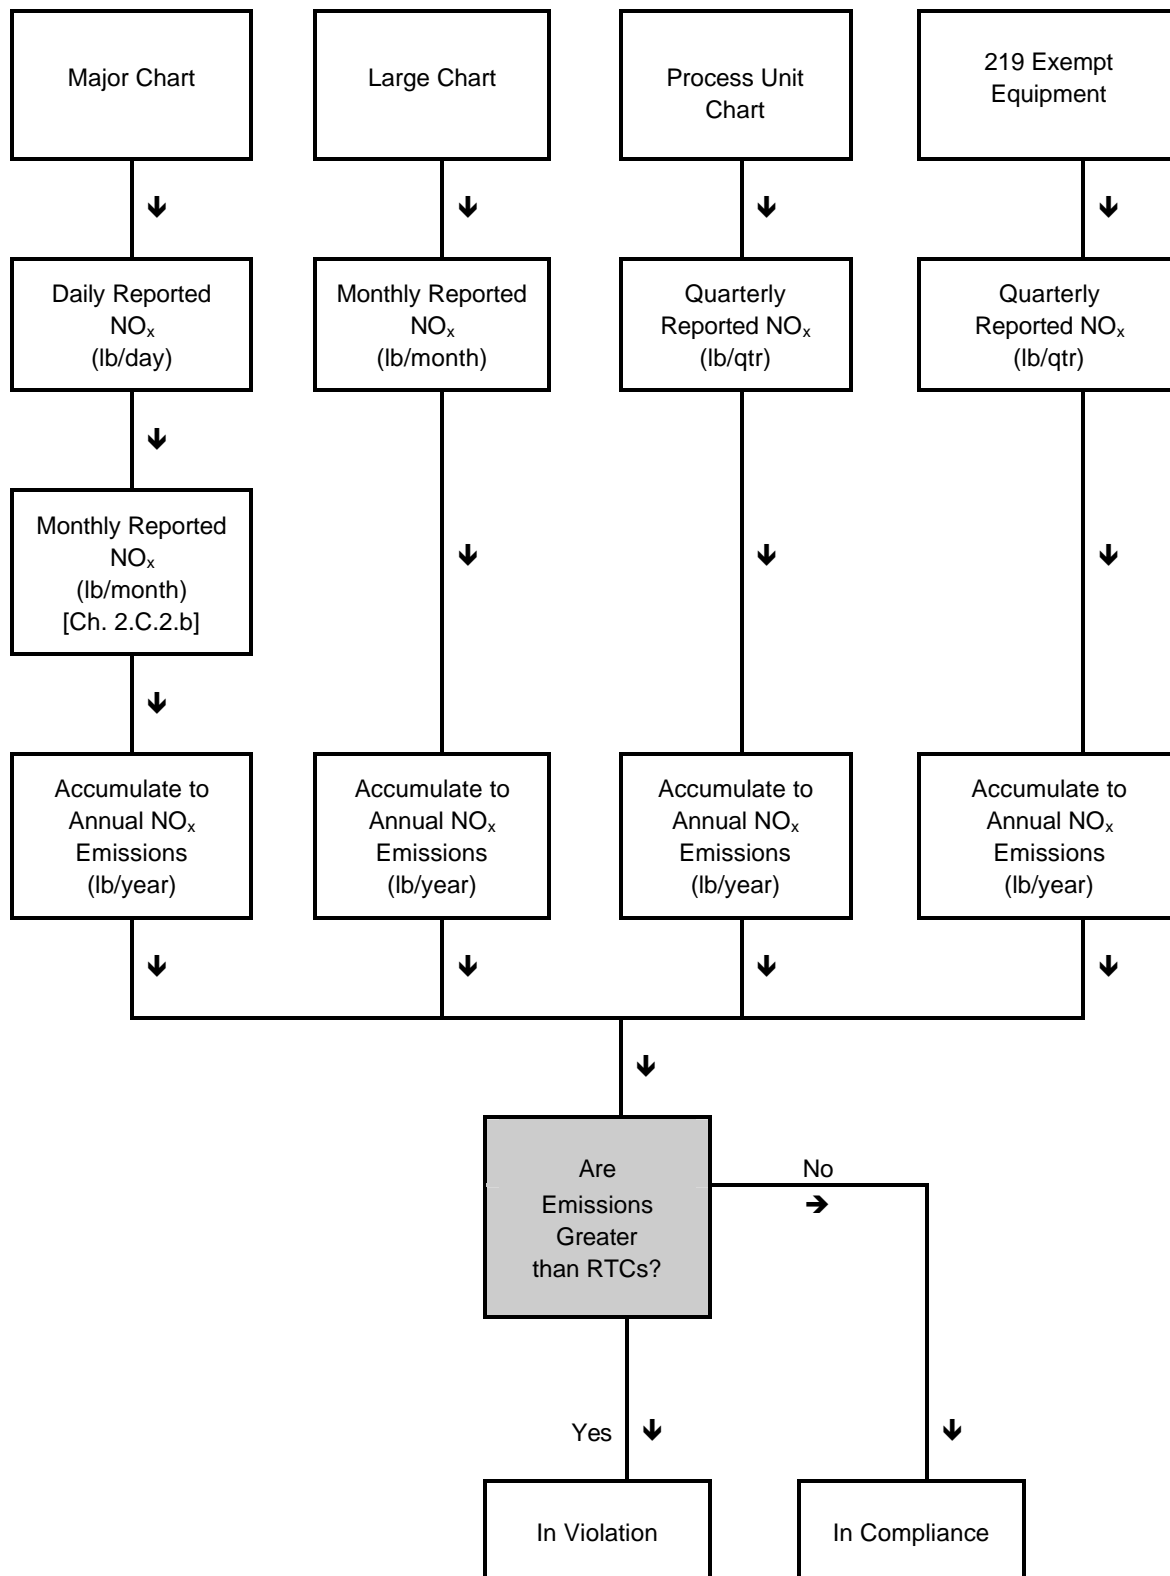 Major Chart
Large Chart
Process Unit
Chart
219 Exempt
Equipment
Daily Reported
NOₓ
(lb/day)
Monthly Reported
NOₓ
(lb/month)
Quarterly
Reported NOₓ
(lb/qtr)
Quarterly
Reported NOₓ
(lb/qtr)
Monthly Reported
NOₓ
(lb/month)
[Ch. 2.C.2.b]
Accumulate to
Annual NOₓ
Emissions
(lb/year)
Accumulate to
Annual NOₓ
Emissions
(lb/year)
Accumulate to
Annual NOₓ
Emissions
(lb/year)
Accumulate to
Annual NOₓ
Emissions
(lb/year)
Are
Emissions
Greater
than RTCs?
No
Yes
In Violation
In Compliance